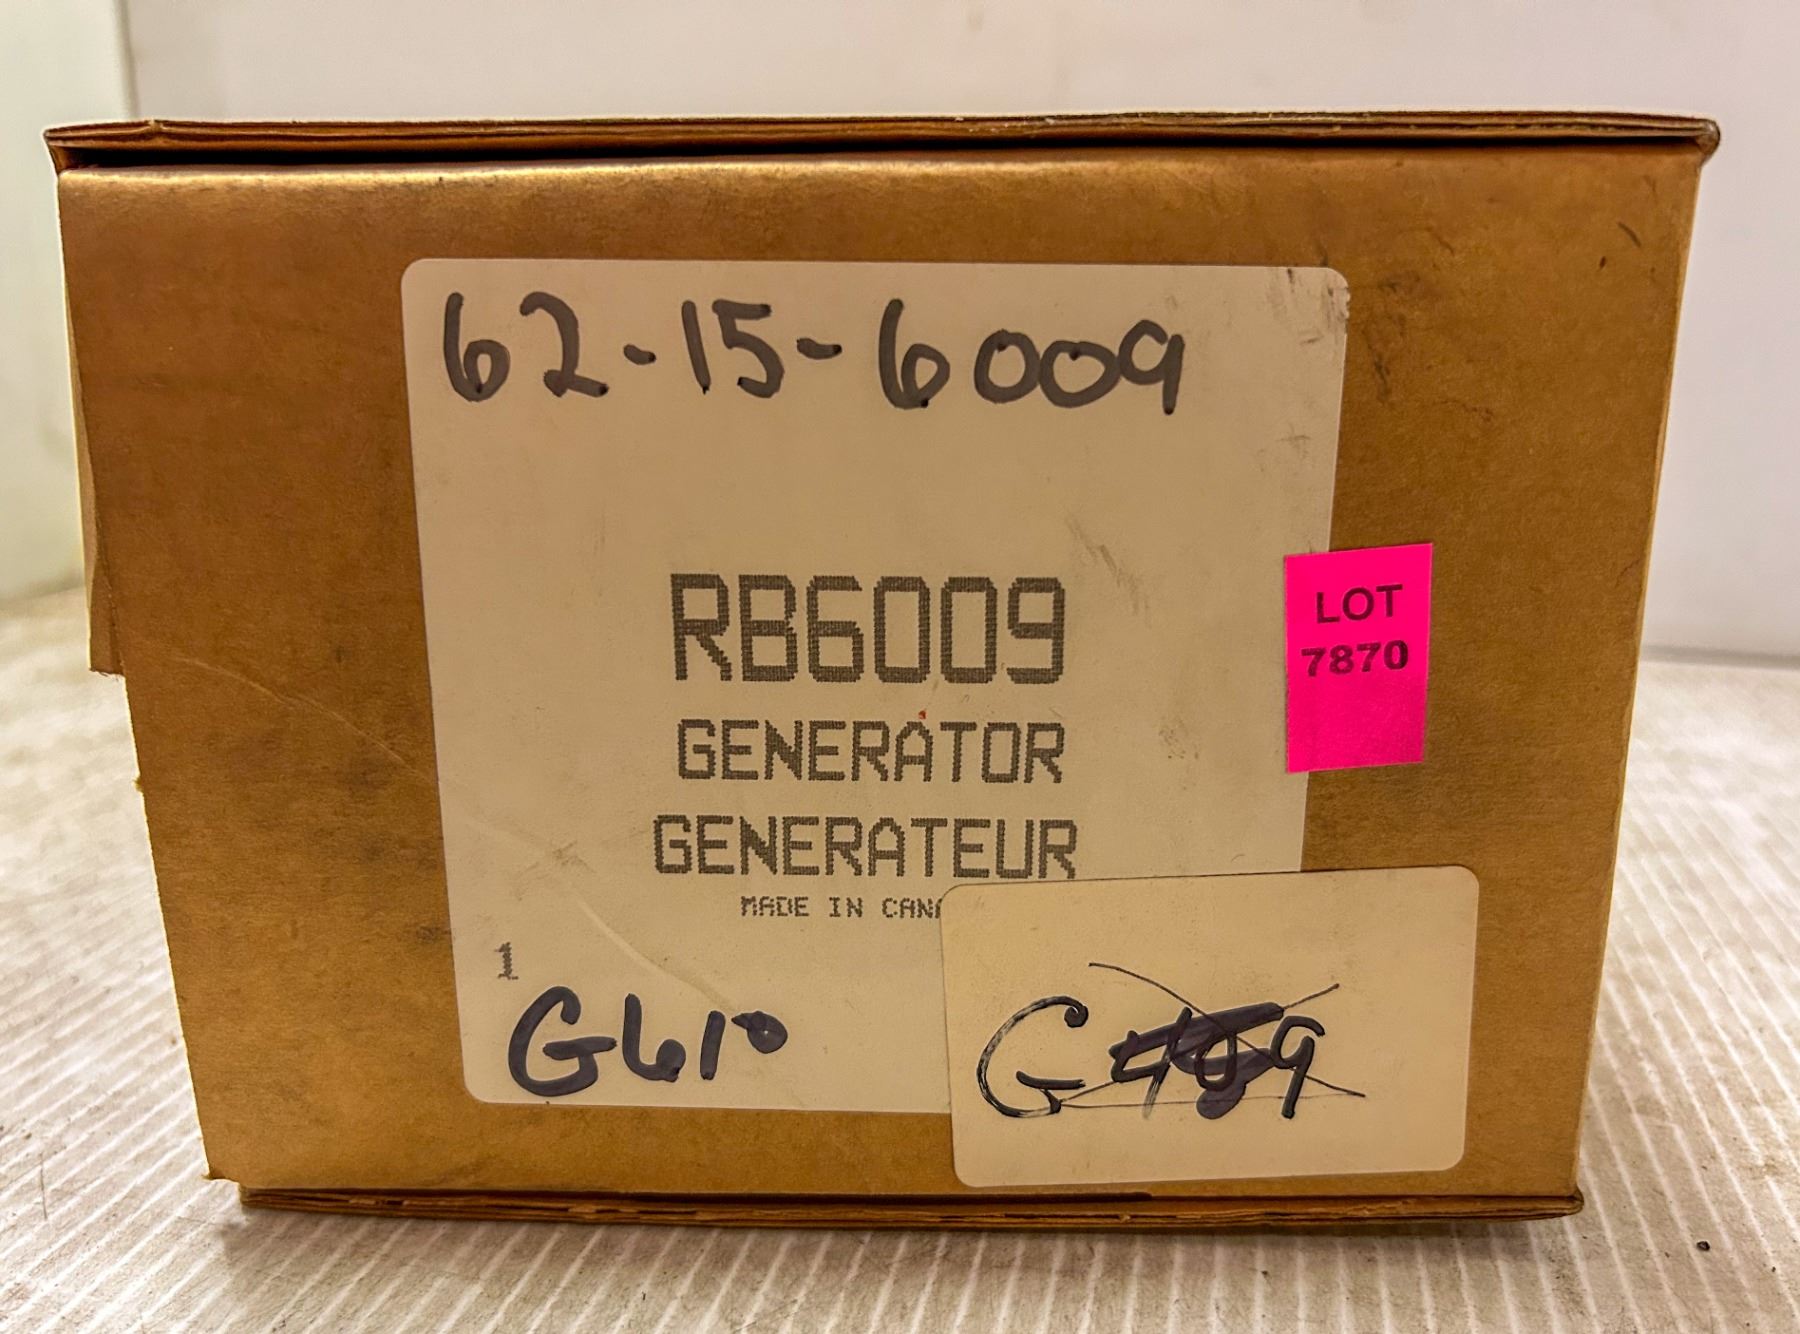 62-15-6009
RB6009
GENERATOR
GENERATEUR
MADE IN CANA
1
G610
LOT
7870